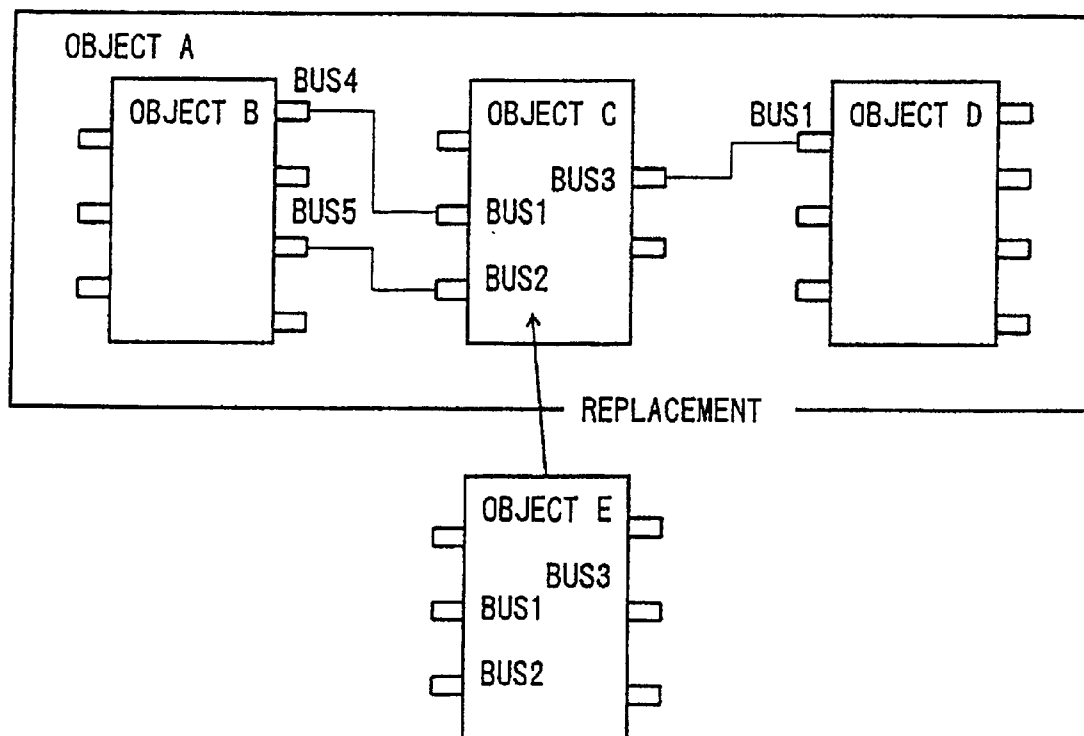 OBJECT A
BUS4
OBJECT B
OBJECT C
BUS1
OBJECT D
BUS3
BUS5
BUS1
BUS2
REPLACEMENT
OBJECT E
BUS3
BUS1
BUS2